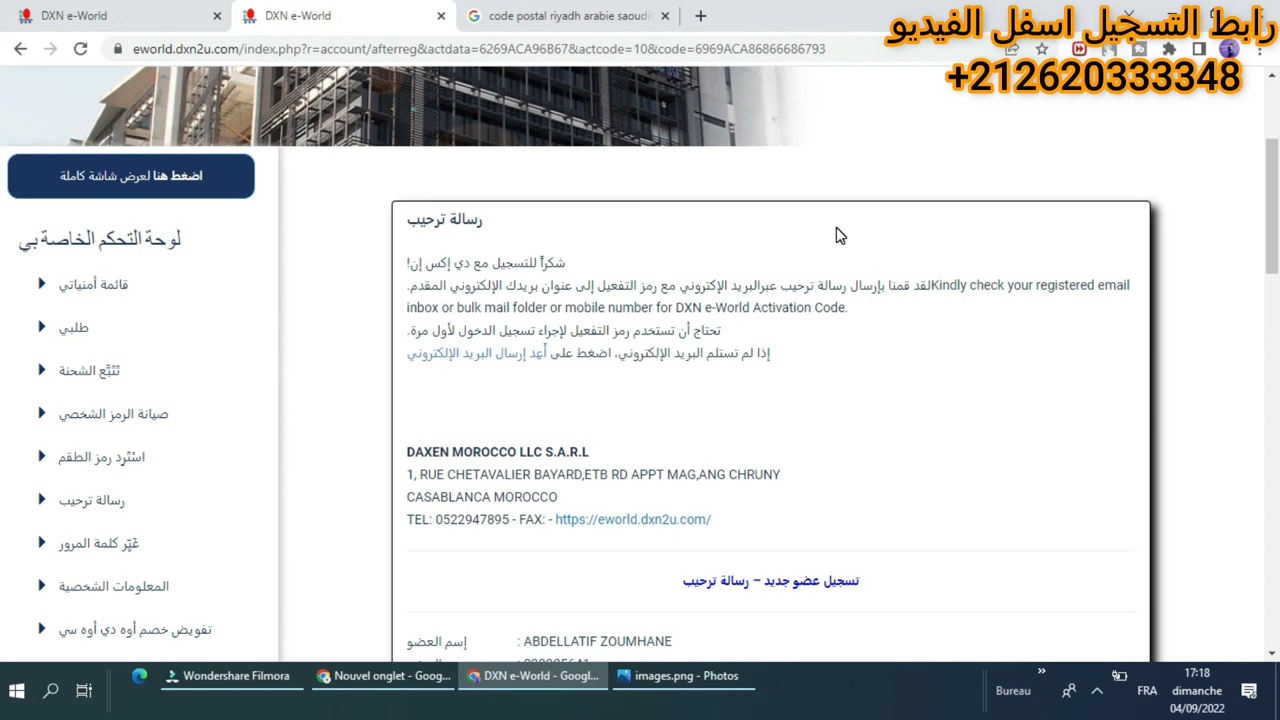 DXN e-World
DXN e-World
code postal riyadh arabie saoudi
eworld.dxn2u.com/index.php?r=account/afterreg&actdata=6269ACA96B67&actcode=10&code=6969ACA86866686793
رابط التسجيل اسفل الفيديو
+212620333348
اضغط هنا لعرض شاشة كاملة
لوحة التحكم الخاصة بي
قائمة أمنياتي
طلبي
تَتَبَّع الشحنة
صيانة الرمز الشخصي
اسْتَرِد رمز الطقم
رسالة ترحيب
غَيِّر كلمة المرور
المعلومات الشخصية
تفويض خصم أوه دي أوه سي
رسالة ترحيب
شكراً للتسجيل مع دي إكس إن!
لقد قمنا بإرسال رسالة ترحيب عبرالبريد الإكتروني مع رمز التفعيل إلى عنوان بريدك الإلكتروني المقدم.Kindly check your registered email
inbox or bulk mail folder or mobile number for DXN e-World Activation Code.
تحتاج أن تستخدم رمز التفعيل لإجراء تسجيل الدخول لأول مرة.
إذا لم تستلم البريد الإلكتروني، اضغط على أَعِد إرسال البريد الإلكتروني
DAXEN MOROCCO LLC S.A.R.L
1, RUE CHETAVALIER BAYARD,ETB RD APPT MAG,ANG CHRUNY
CASABLANCA MOROCCO
TEL: 0522947895 - FAX: - https://eworld.dxn2u.com/
تسجيل عضو جديد – رسالة ترحيب
إسم العضو : ABDELLATIF ZOUMHANE
Wondershare Filmora
Nouvel onglet - Goog...
DXN e-World - Googl...
images.png - Photos
Bureau
FRA
17:18
dimanche
04/09/2022